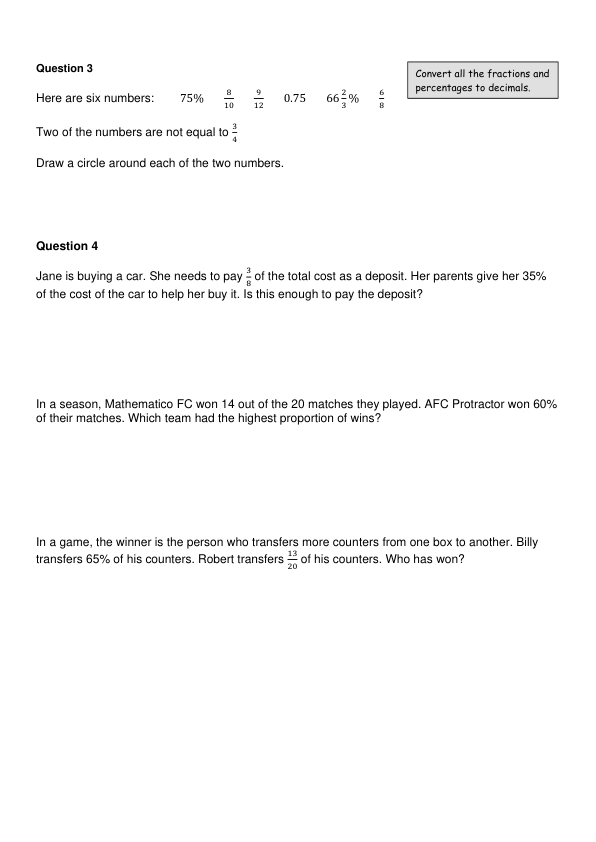 Question 3
Convert all the fractions and
percentages to decimals.
Here are six numbers: 75% 8/10 9/12 0.75 66 2/3 % 6/8
Two of the numbers are not equal to 3/4
Draw a circle around each of the two numbers.
Question 4
Jane is buying a car. She needs to pay 3/8 of the total cost as a deposit. Her parents give her 35%
of the cost of the car to help her buy it. Is this enough to pay the deposit?
In a season, Mathematico FC won 14 out of the 20 matches they played. AFC Protractor won 60%
of their matches. Which team had the highest proportion of wins?
In a game, the winner is the person who transfers more counters from one box to another. Billy
transfers 65% of his counters. Robert transfers 13/20 of his counters. Who has won?